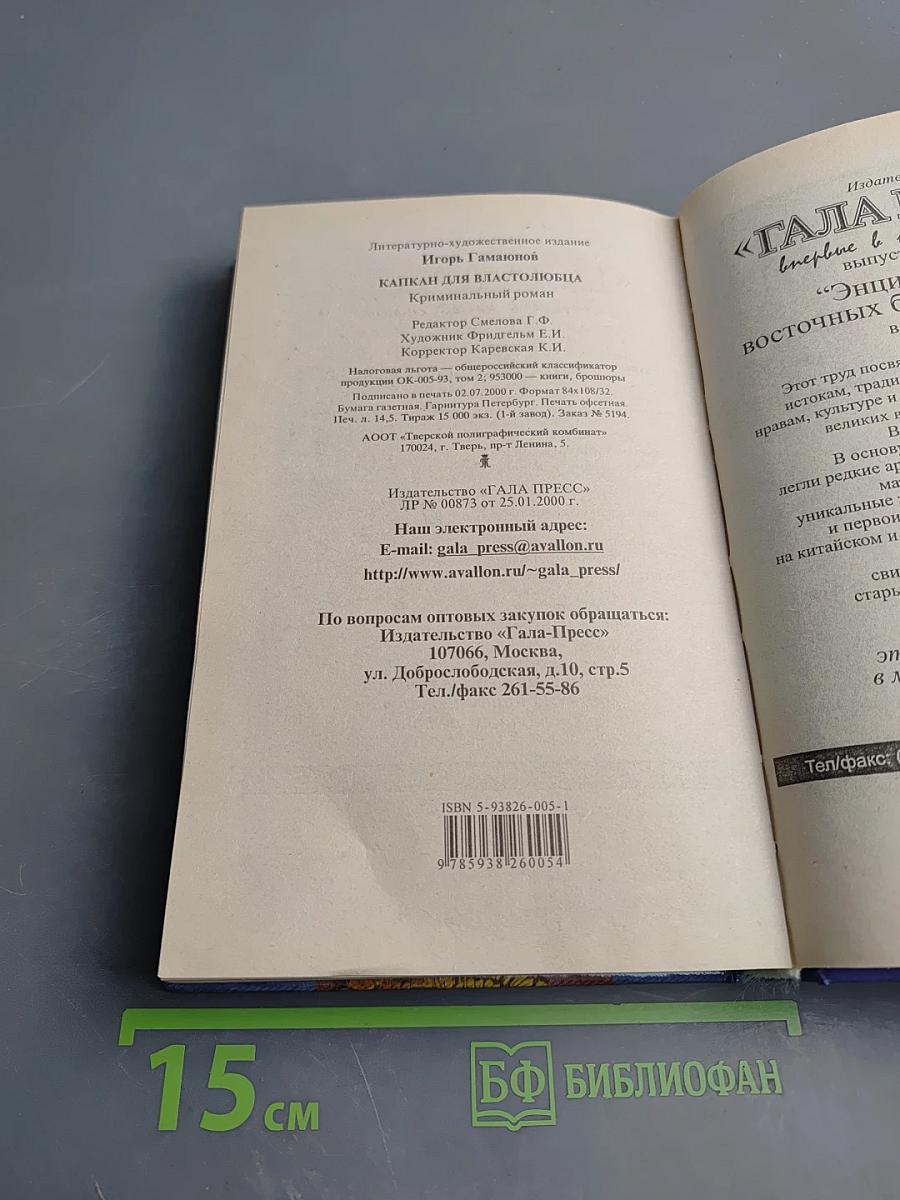 Литературно-художественное издание
Игорь Гамаюнов
КАПКАН ДЛЯ ВЛАСТОЛЮБЦА
Криминальный роман
Редактор Смелова Г.Ф.
Художник Фридгельм Е.И.
Корректор Каревская К.И.
Налоговая льгота — общероссийский классификатор
продукции ОК-005-93, том 2; 953000 — книги, брошюры
Подписано в печать 02.07.2000 г. Формат 84х108/32.
Бумага газетная. Гарнитура Петербург. Печать офсетная.
Печ. л. 14,5. Тираж 15 000 экз. (1-й завод). Заказ № 5194.
АООТ «Тверской полиграфический комбинат»
170024, г. Тверь, пр-т Ленина, 5.
Издательство «ГАЛА ПРЕСС»
ЛР № 00873 от 25.01.2000 г.
Наш электронный адрес:
E-mail: gala_press@avallon.ru
http://www.avallon.ru/~gala_press/
По вопросам оптовых закупок обращаться:
Издательство «Гала-Пресс»
107066, Москва,
ул. Доброслободская, д.10, стр.5
Тел./факс 261-55-86
ISBN 5-93826-005-1
9 785938 260054
«ГАЛА
впервые в
"Энци
восточных
в
Этот труд
истокам,
нравам, культуре и
великих
В
В
легли редкие
уникальные
и
на китайском и
в
Тел/факс:
15 см
БФ БИБЛИОФАН